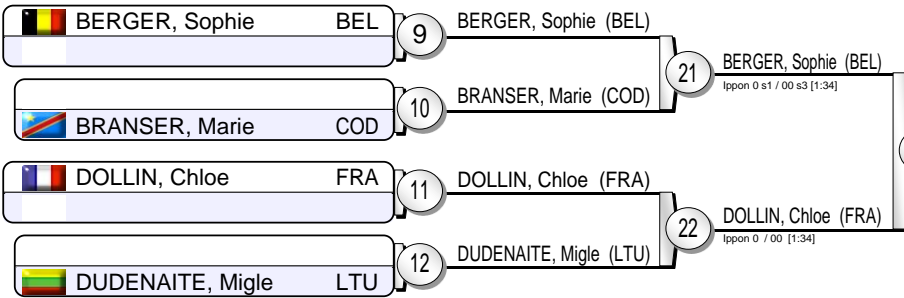 BERGER, Sophie BEL
9
BERGER, Sophie (BEL)
BRANSER, Marie COD
10
BRANSER, Marie (COD)
21
BERGER, Sophie (BEL)
Ippon 0 s1 / 00 s3 [1:34]
DOLLIN, Chloe FRA
11
DOLLIN, Chloe (FRA)
DUDENAITE, Migle LTU
12
DUDENAITE, Migle (LTU)
22
DOLLIN, Chloe (FRA)
Ippon 0 / 00 [1:34]